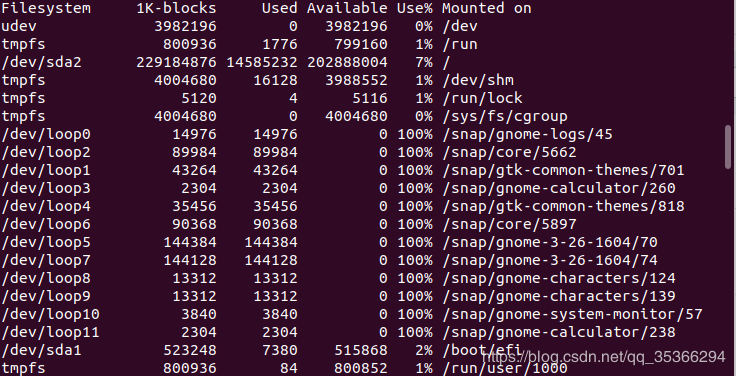 Filesystem     1K-blocks     Used Available Use% Mounted on
udev             3982196        0   3982196   0% /dev
tmpfs             800936     1776    799160   1% /run
/dev/sda2      229184876 14585232 202888004   7% /
tmpfs            4004680    16128   3988552   1% /dev/shm
tmpfs               5120        4      5116   1% /run/lock
tmpfs            4004680        0   4004680   0% /sys/fs/cgroup
/dev/loop0         14976    14976         0 100% /snap/gnome-logs/45
/dev/loop2         89984    89984         0 100% /snap/core/5662
/dev/loop1         43264    43264         0 100% /snap/gtk-common-themes/701
/dev/loop3          2304     2304         0 100% /snap/gnome-calculator/260
/dev/loop4         35456    35456         0 100% /snap/gtk-common-themes/818
/dev/loop6         90368    90368         0 100% /snap/core/5897
/dev/loop5        144384   144384         0 100% /snap/gnome-3-26-1604/70
/dev/loop7        144128   144128         0 100% /snap/gnome-3-26-1604/74
/dev/loop8         13312    13312         0 100% /snap/gnome-characters/124
/dev/loop9         13312    13312         0 100% /snap/gnome-characters/139
/dev/loop10         3840     3840         0 100% /snap/gnome-system-monitor/57
/dev/loop11         2304     2304         0 100% /snap/gnome-calculator/238
/dev/sda1         523248     7380    515868   2% /boot/efi
https://blog.csdn.net/qq_35366294
tmpfs             800936       84    800852   1% /run/user/1000